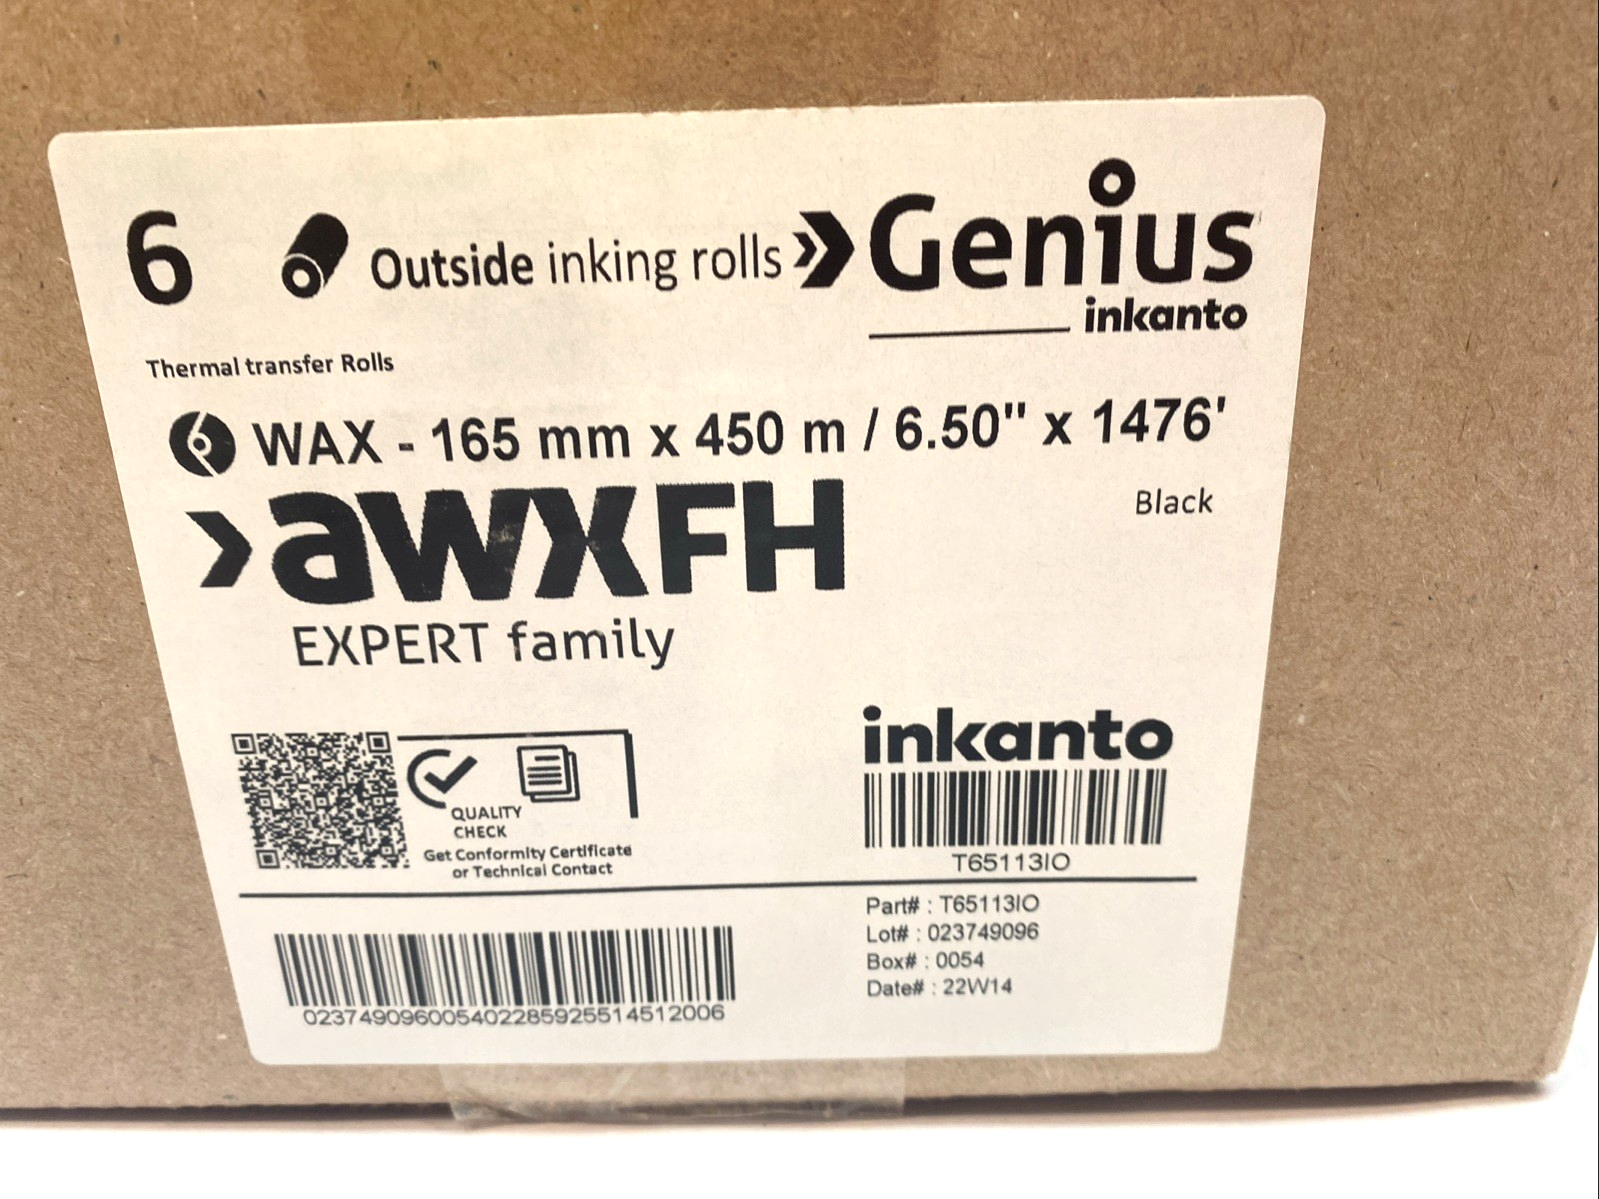 6 Outside inking rolls Genius
inkanto
Thermal transfer Rolls
WAX - 165 mm x 450 m / 6.50" x 1476'
awxFH
Black
EXPERT family
inkanto
QUALITY
CHECK
Get Conformity Certificate
or Technical Contact
T65113IO
Part# : T65113IO
Lot# : 023749096
Box# : 0054
Date# : 22W14
023749096005402285925514512006